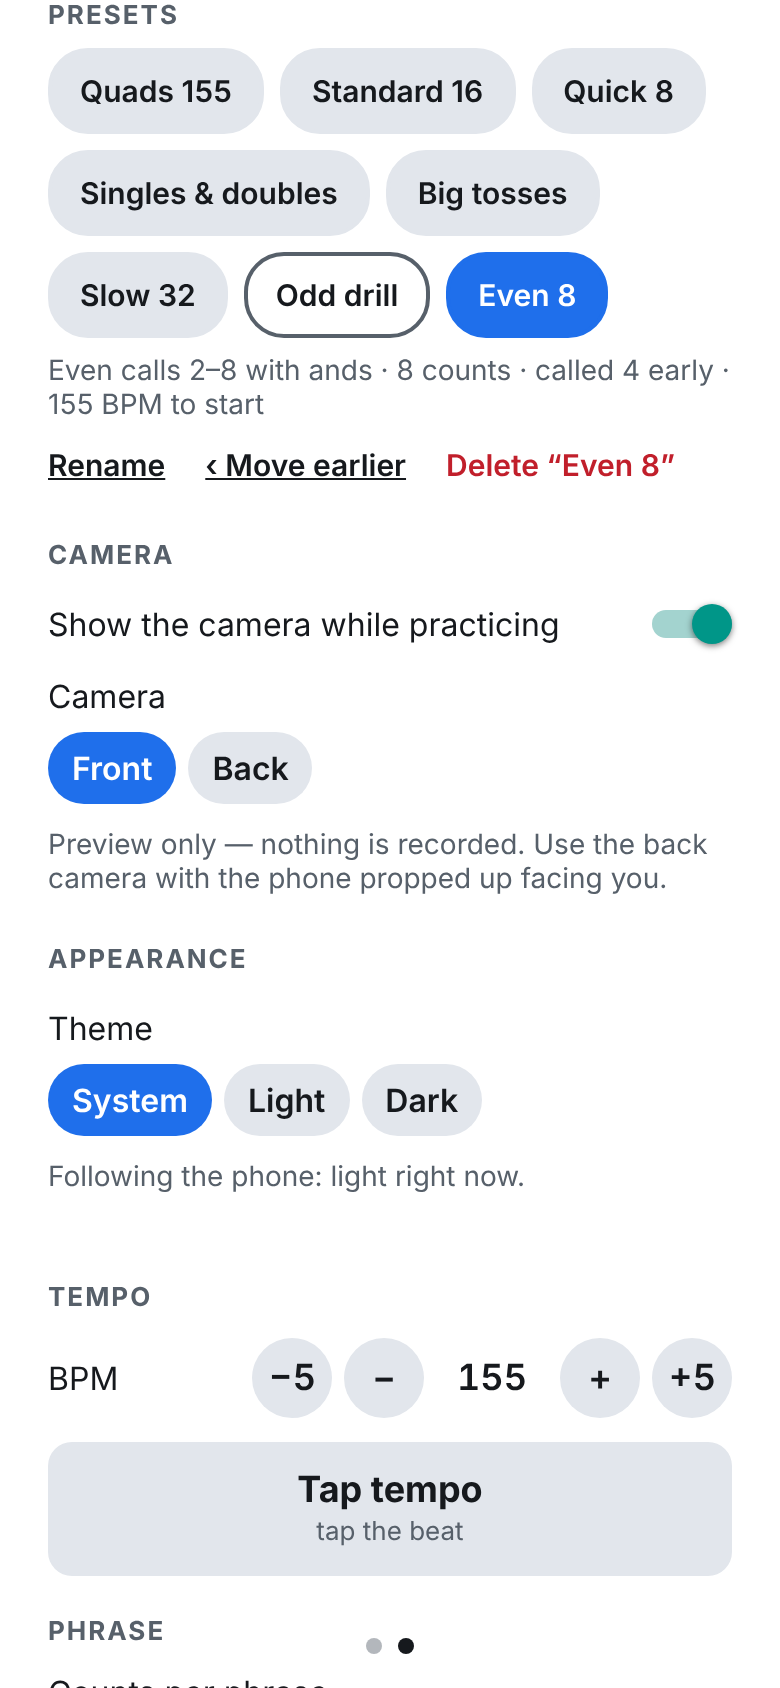 PRESETS
Quads 155
Standard 16
Quick 8
Singles & doubles
Big tosses
Slow 32
Odd drill
Even 8
Even calls 2–8 with ands · 8 counts · called 4 early ·
155 BPM to start
Rename
‹ Move earlier
Delete “Even 8”
CAMERA
Show the camera while practicing
Camera
Front
Back
Preview only — nothing is recorded. Use the back
camera with the phone propped up facing you.
APPEARANCE
Theme
System
Light
Dark
Following the phone: light right now.
TEMPO
BPM
−5
−
155
+
+5
Tap tempo
tap the beat
PHRASE
Counts per phrase